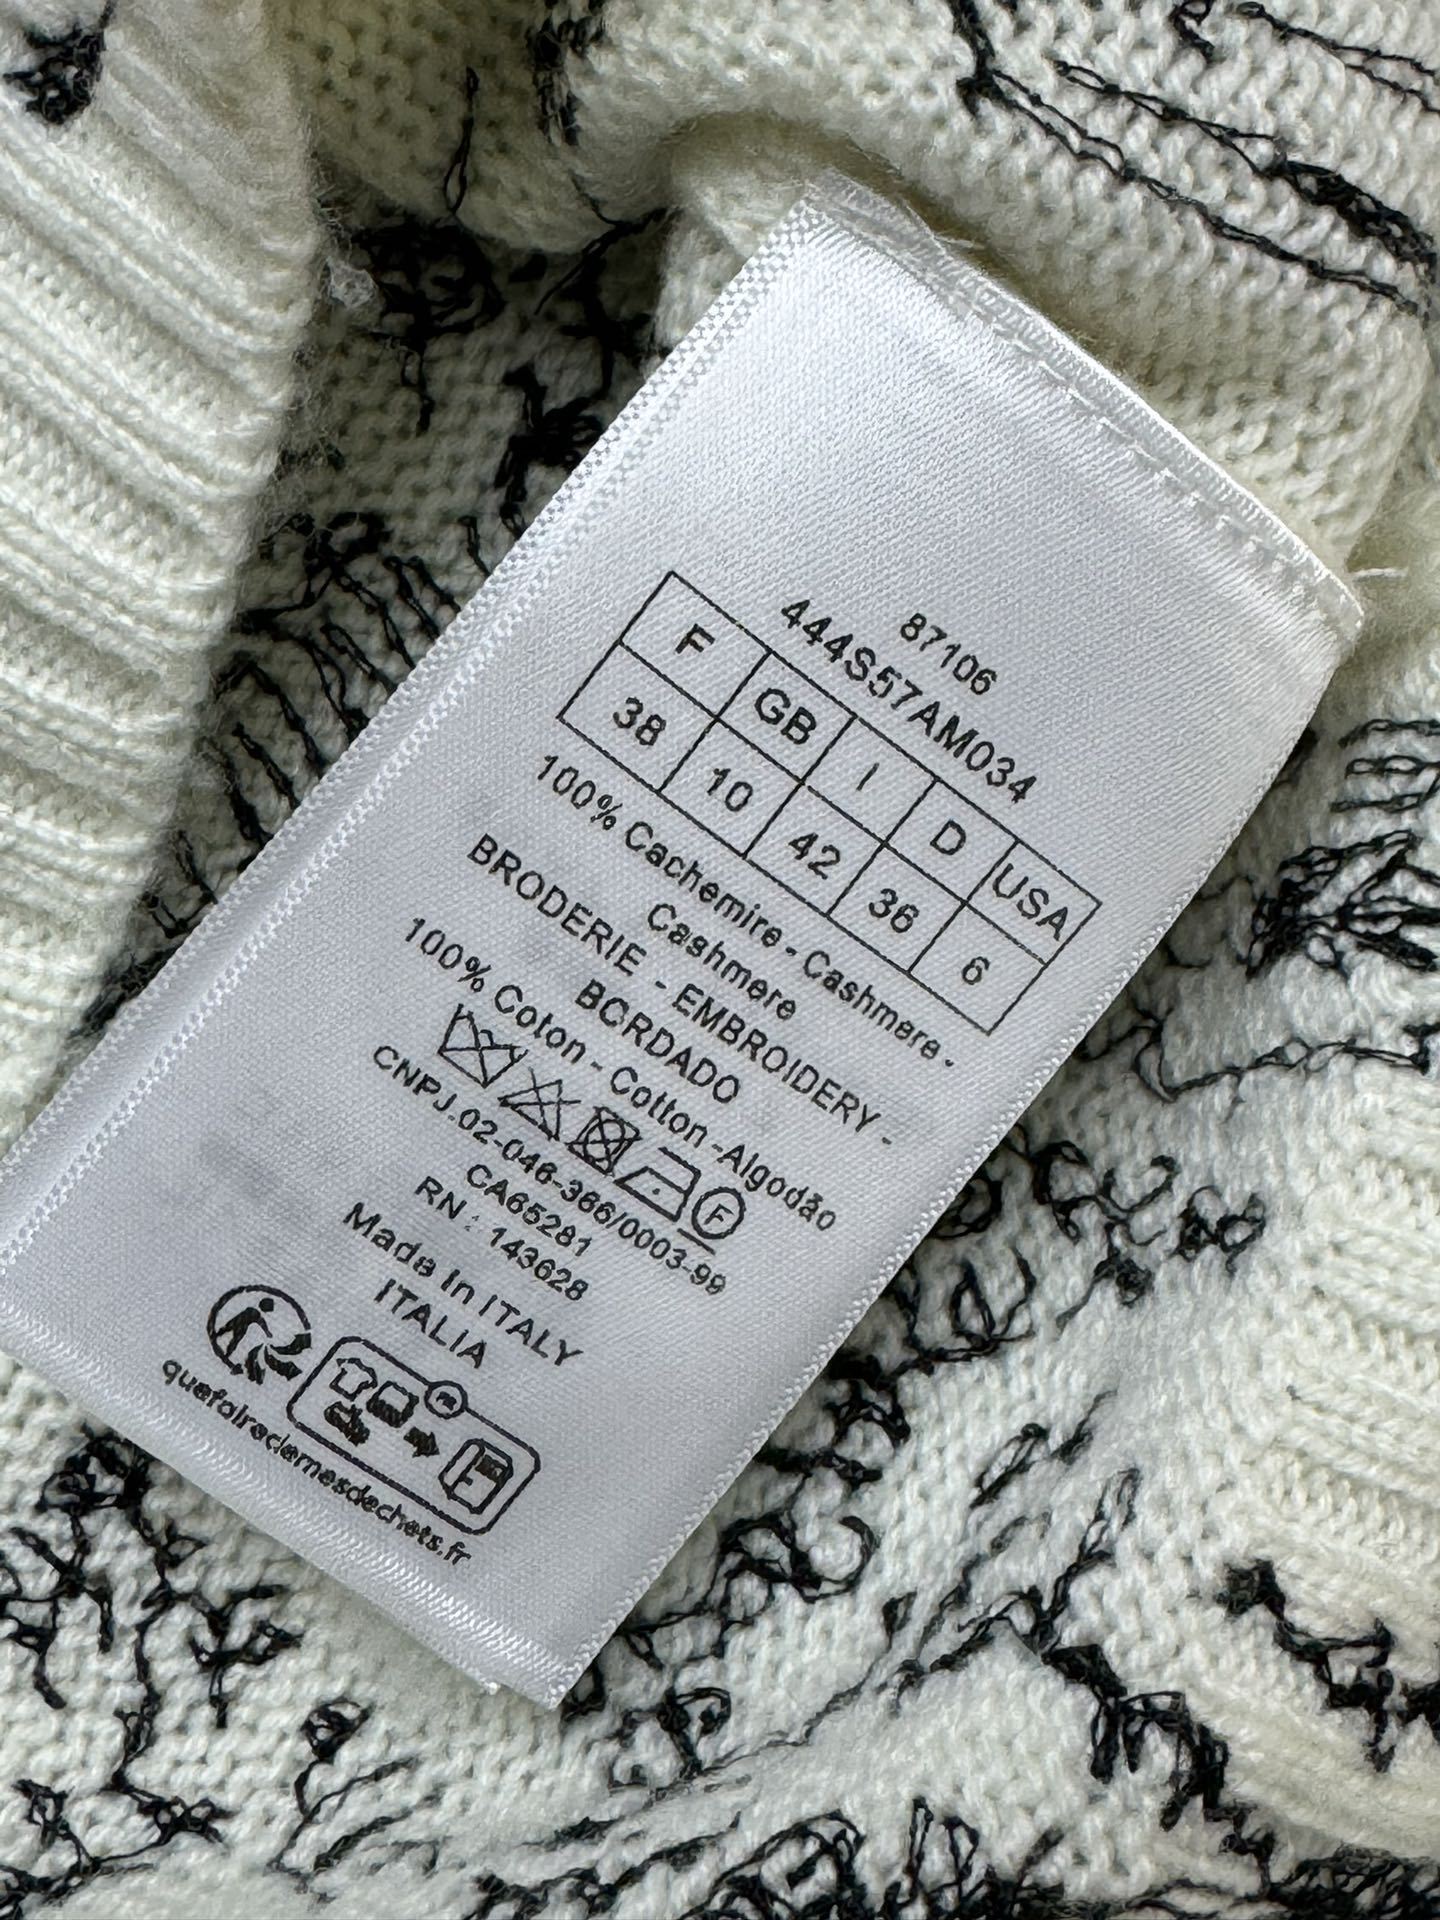 87106
444S57AM034
F GB I D USA
38 10 42 36 6
100% Cachemire - Cashmere -
Cashmere
BRODERIE - EMBROIDERY -
BORDADO
100% Coton - Cotton -Algodão
F
CNPJ.02-046-366/0003-99
CA65281
RN : 143628
Made In ITALY
ITALIA
FR
quefairedemesdechets.fr